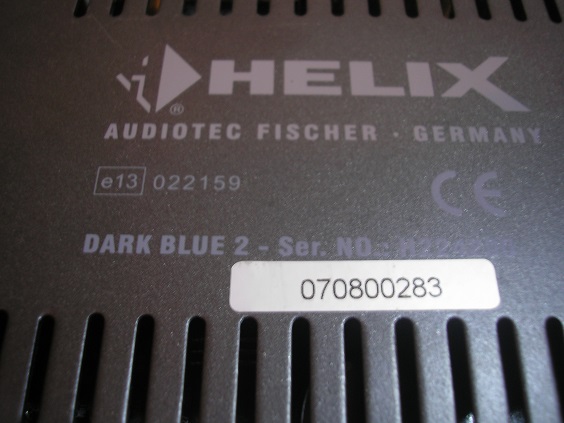 HELIX
®
AUDIOTEC FISCHER · GERMANY
e13 022159
CE
DARK BLUE 2 - Ser. NO.:
070800283